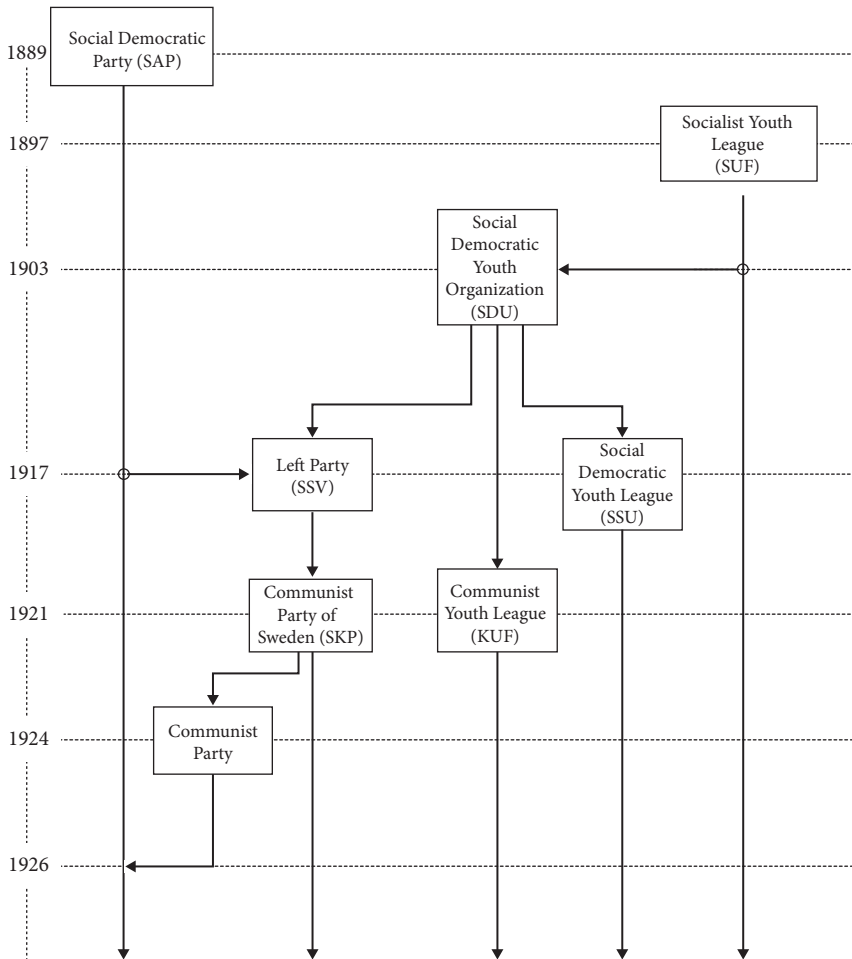 1889
Social Democratic
Party (SAP)
1897
Socialist Youth
League
(SUF)
1903
Social
Democratic
Youth
Organization
(SDU)
1917
Left Party
(SSV)
Social
Democratic
Youth League
(SSU)
1921
Communist
Party of
Sweden (SKP)
Communist
Youth League
(KUF)
1924
Communist
Party
1926